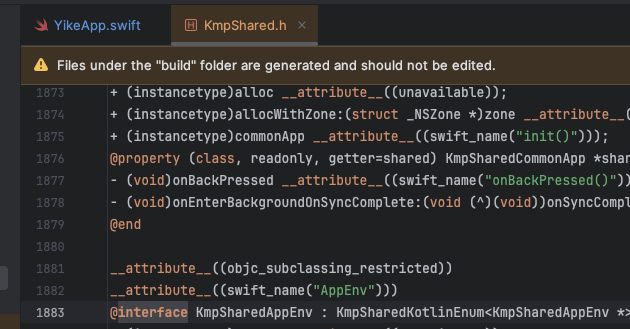 YikeApp.swift
H KmpShared.h ×
Files under the "build" folder are generated and should not be edited.
1873 + (instancetype)alloc __attribute__((unavailable));
1874 + (instancetype)allocWithZone:(struct _NSZone *)zone __attribute__(
1875 + (instancetype)commonApp __attribute__((swift_name("init()")));
1876 @property (class, readonly, getter=shared) KmpSharedCommonApp *shar
1877 - (void)onBackPressed __attribute__((swift_name("onBackPressed()"))
1878 - (void)onEnterBackgroundOnSyncComplete:(void (^)(void))onSyncCompl
1879 @end
1880
1881 __attribute__((objc_subclassing_restricted))
1882 __attribute__((swift_name("AppEnv")))
1883 @interface KmpSharedAppEnv : KmpSharedKotlinEnum<KmpSharedAppEnv *>